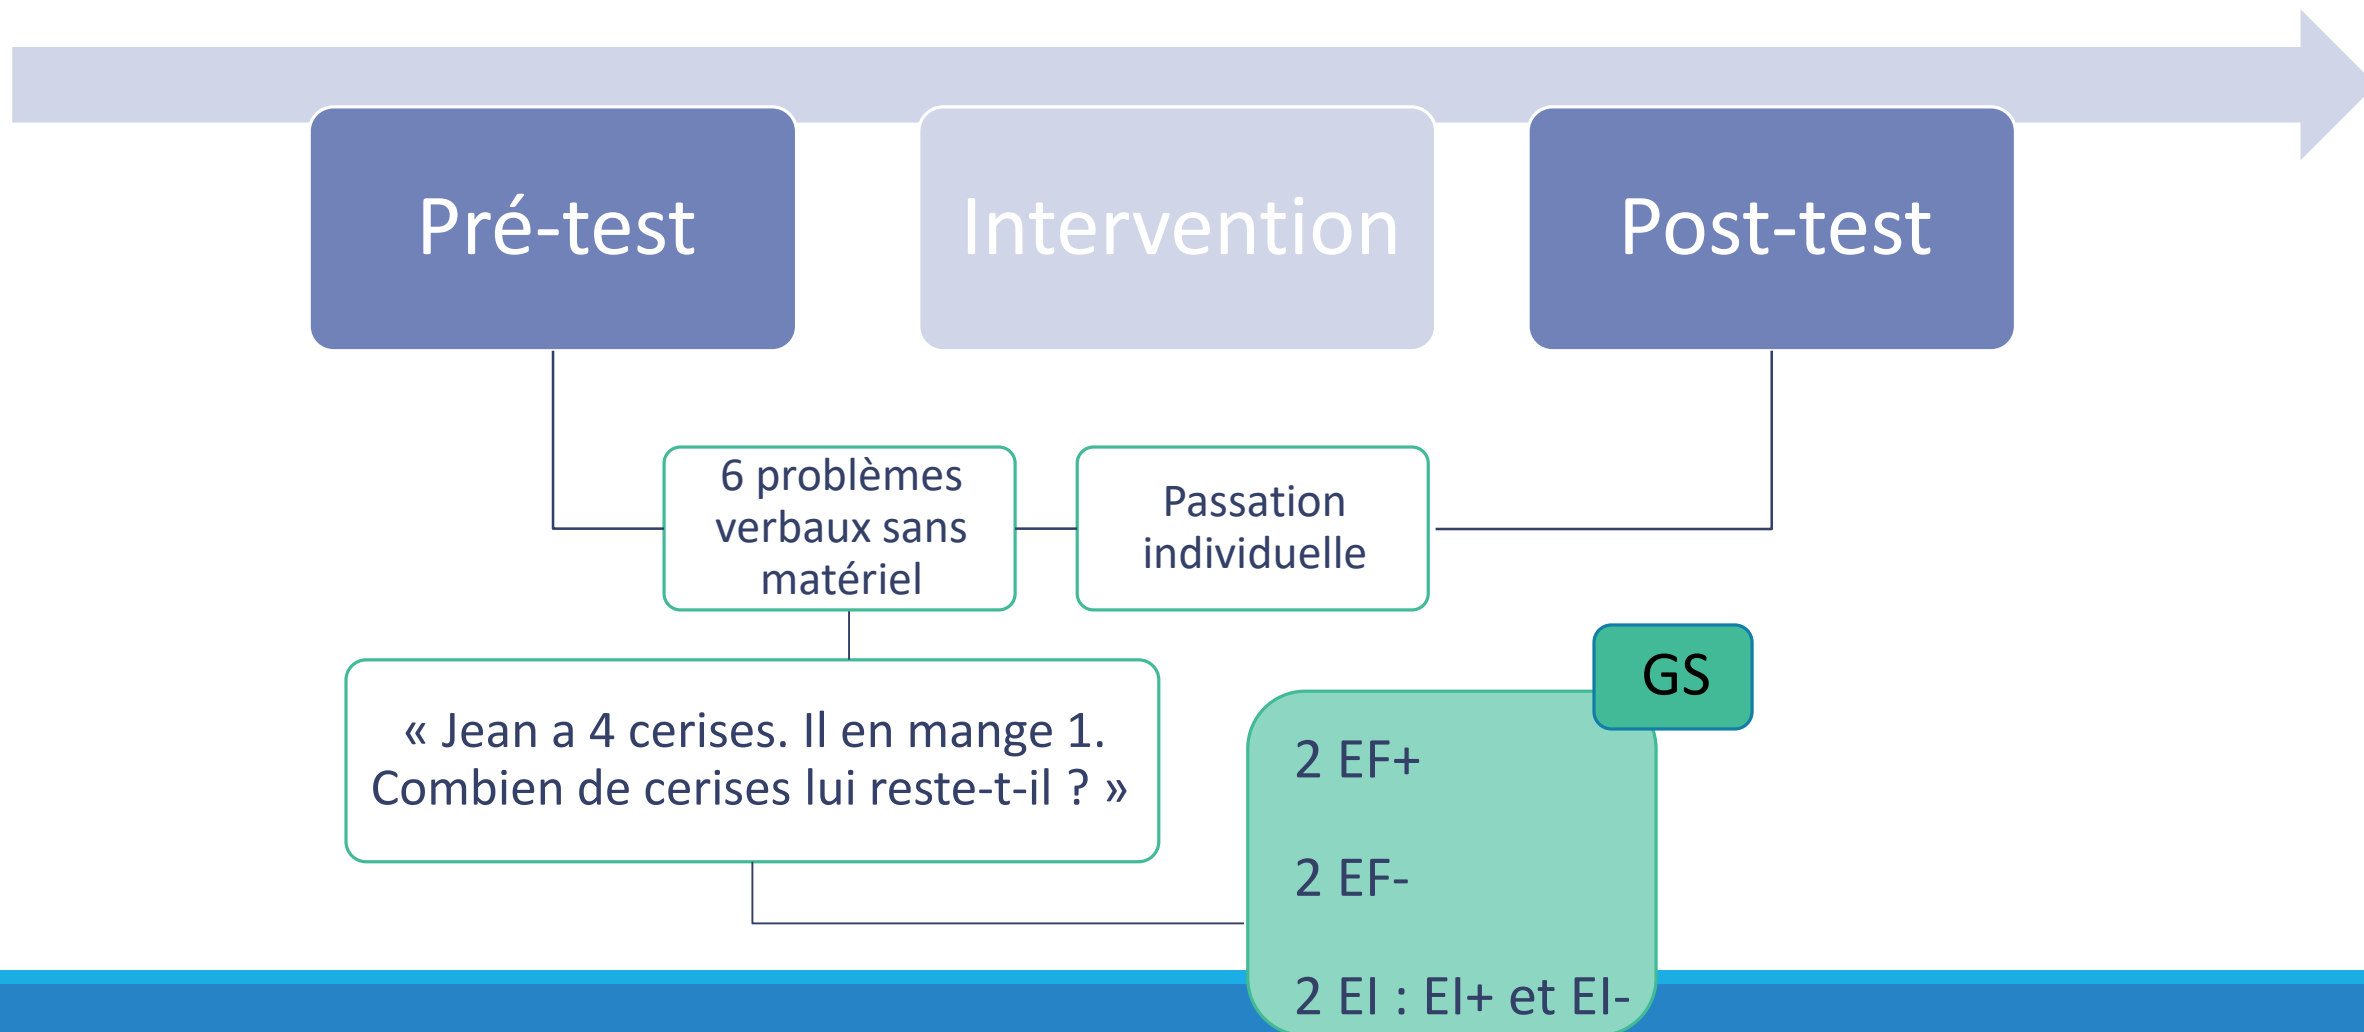 Pré-test
Intervention
Post-test
6 problèmes
verbaux sans
matériel
Passation
individuelle
« Jean a 4 cerises. Il en mange 1.
Combien de cerises lui reste-t-il ? »
GS
2 EF+
2 EF-
2 EI : EI+ et EI-